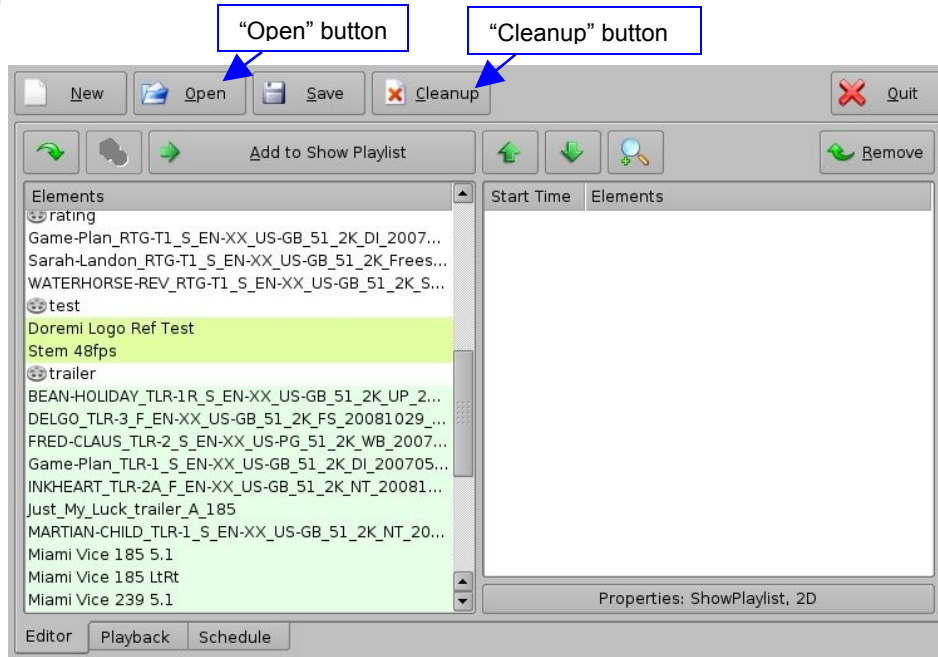 “Open” button
“Cleanup” button
New
Open
Save
Cleanup
Quit
Add to Show Playlist
Remove
Elements
rating
Game-Plan_RTG-T1_S_EN-XX_US-GB_51_2K_DI_2007...
Sarah-Landon_RTG-T1_S_EN-XX_US-GB_51_2K_Frees...
WATERHORSE-REV_RTG-T1_S_EN-XX_US-GB_51_2K_S...
test
Doremi Logo Ref Test
Stem 48fps
trailer
BEAN-HOLIDAY_TLR-1R_S_EN-XX_US-GB_51_2K_UP_2...
DELGO_TLR-3_F_EN-XX_US-GB_51_2K_FS_20081029_...
FRED-CLAUS_TLR-2_S_EN-XX_US-PG_51_2K_WB_2007...
Game-Plan_TLR-1_S_EN-XX_US-GB_51_2K_DI_200705...
INKHEART_TLR-2A_F_EN-XX_US-GB_51_2K_NT_20081...
Just_My_Luck_trailer_A_185
MARTIAN-CHILD_TLR-1_S_EN-XX_US-GB_51_2K_NT_20...
Miami Vice 185 5.1
Miami Vice 185 LtRt
Miami Vice 239 5.1
Start Time Elements
Properties: ShowPlaylist, 2D
Editor
Playback
Schedule